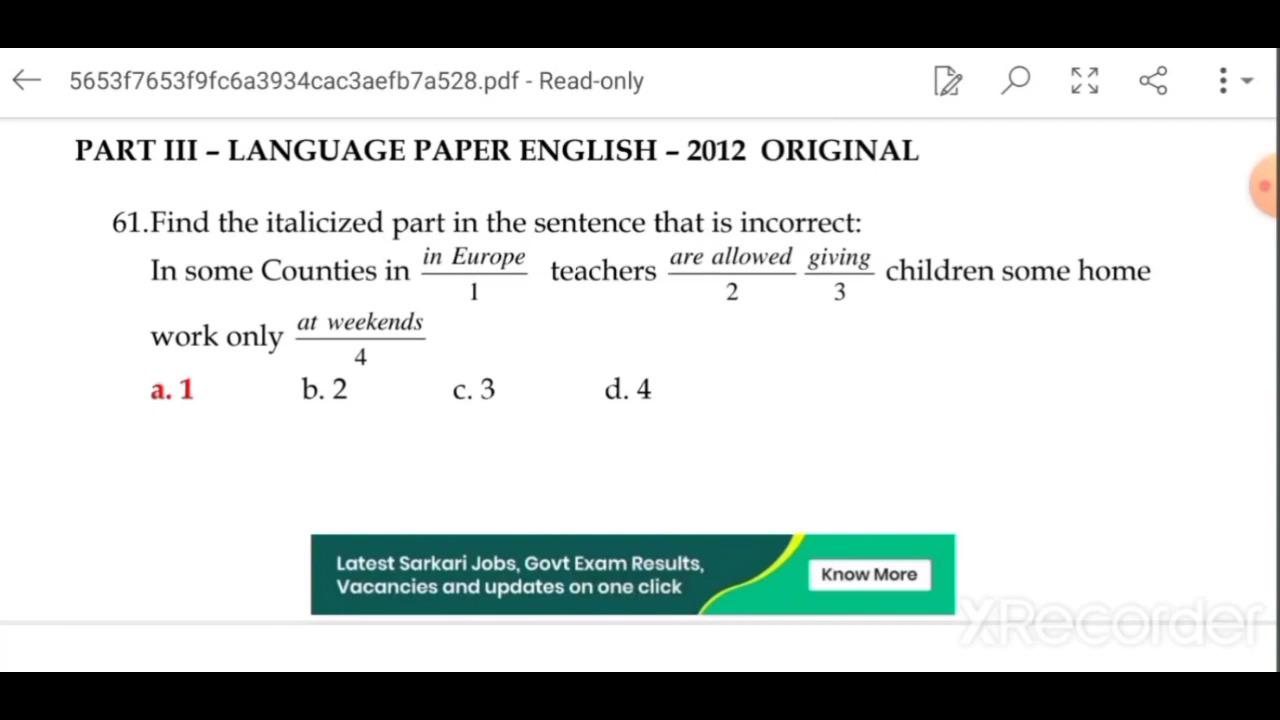 5653f7653f9fc6a3934cac3aefb7a528.pdf - Read-only
PART III – LANGUAGE PAPER ENGLISH – 2012 ORIGINAL
61.Find the italicized part in the sentence that is incorrect:
In some Counties in in Europe/1 teachers are allowed/2 giving/3 children some home
work only at weekends/4
a. 1 b. 2 c. 3 d. 4
Latest Sarkari Jobs, Govt Exam Results,
Vacancies and updates on one click
Know More
XRecorder